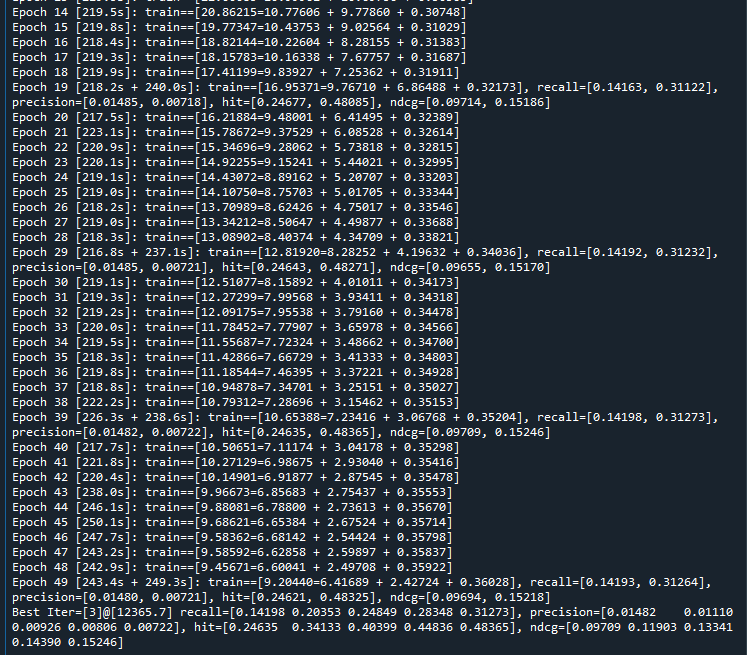 Epoch 14 [219.5s]: train==[20.86215=10.77606 + 9.77860 + 0.30748]
Epoch 15 [219.8s]: train==[19.77347=10.43753 + 9.02564 + 0.31029]
Epoch 16 [218.4s]: train==[18.82144=10.22604 + 8.28155 + 0.31383]
Epoch 17 [219.3s]: train==[18.15783=10.16338 + 7.67757 + 0.31687]
Epoch 18 [219.9s]: train==[17.41199=9.83927 + 7.25362 + 0.31911]
Epoch 19 [218.2s + 240.0s]: train==[16.95371=9.76710 + 6.86488 + 0.32173], recall=[0.14163, 0.31122],
precision=[0.01485, 0.00718], hit=[0.24677, 0.48085], ndcg=[0.09714, 0.15186]
Epoch 20 [217.5s]: train==[16.21884=9.48001 + 6.41495 + 0.32389]
Epoch 21 [223.1s]: train==[15.78672=9.37529 + 6.08528 + 0.32614]
Epoch 22 [220.9s]: train==[15.34696=9.28062 + 5.73818 + 0.32815]
Epoch 23 [220.1s]: train==[14.92255=9.15241 + 5.44021 + 0.32995]
Epoch 24 [219.1s]: train==[14.43072=8.89162 + 5.20707 + 0.33203]
Epoch 25 [219.0s]: train==[14.10750=8.75703 + 5.01705 + 0.33344]
Epoch 26 [218.2s]: train==[13.70989=8.62426 + 4.75017 + 0.33546]
Epoch 27 [219.0s]: train==[13.34212=8.50647 + 4.49877 + 0.33688]
Epoch 28 [218.3s]: train==[13.08902=8.40374 + 4.34709 + 0.33821]
Epoch 29 [216.8s + 237.1s]: train==[12.81920=8.28252 + 4.19632 + 0.34036], recall=[0.14192, 0.31232],
precision=[0.01485, 0.00721], hit=[0.24643, 0.48271], ndcg=[0.09655, 0.15170]
Epoch 30 [219.1s]: train==[12.51077=8.15892 + 4.01011 + 0.34173]
Epoch 31 [219.3s]: train==[12.27299=7.99568 + 3.93411 + 0.34318]
Epoch 32 [219.2s]: train==[12.09175=7.95538 + 3.79160 + 0.34478]
Epoch 33 [220.0s]: train==[11.78452=7.77907 + 3.65978 + 0.34566]
Epoch 34 [219.5s]: train==[11.55687=7.72324 + 3.48662 + 0.34700]
Epoch 35 [218.3s]: train==[11.42866=7.66729 + 3.41333 + 0.34803]
Epoch 36 [219.8s]: train==[11.18544=7.46395 + 3.37221 + 0.34928]
Epoch 37 [218.8s]: train==[10.94878=7.34701 + 3.25151 + 0.35027]
Epoch 38 [222.2s]: train==[10.79312=7.28696 + 3.15462 + 0.35153]
Epoch 39 [226.3s + 238.6s]: train==[10.65388=7.23416 + 3.06768 + 0.35204], recall=[0.14198, 0.31273],
precision=[0.01482, 0.00722], hit=[0.24635, 0.48365], ndcg=[0.09709, 0.15246]
Epoch 40 [217.7s]: train==[10.50651=7.11174 + 3.04178 + 0.35298]
Epoch 41 [221.8s]: train==[10.27129=6.98675 + 2.93040 + 0.35416]
Epoch 42 [220.4s]: train==[10.14901=6.91877 + 2.87545 + 0.35478]
Epoch 43 [238.0s]: train==[9.96673=6.85683 + 2.75437 + 0.35553]
Epoch 44 [246.1s]: train==[9.88081=6.78800 + 2.73613 + 0.35670]
Epoch 45 [250.1s]: train==[9.68621=6.65384 + 2.67524 + 0.35714]
Epoch 46 [247.7s]: train==[9.58362=6.68142 + 2.54424 + 0.35798]
Epoch 47 [243.2s]: train==[9.58592=6.62858 + 2.59897 + 0.35837]
Epoch 48 [242.9s]: train==[9.45671=6.60041 + 2.49708 + 0.35922]
Epoch 49 [243.4s + 249.3s]: train==[9.20440=6.41689 + 2.42724 + 0.36028], recall=[0.14193, 0.31264],
precision=[0.01480, 0.00721], hit=[0.24621, 0.48325], ndcg=[0.09694, 0.15218]
Best Iter=[3]@[12365.7] recall=[0.14198 0.20353 0.24849 0.28348 0.31273], precision=[0.01482    0.01110
0.00926 0.00806 0.00722], hit=[0.24635  0.34133 0.40399 0.44836 0.48365], ndcg=[0.09709 0.11903 0.13341
0.14390 0.15246]